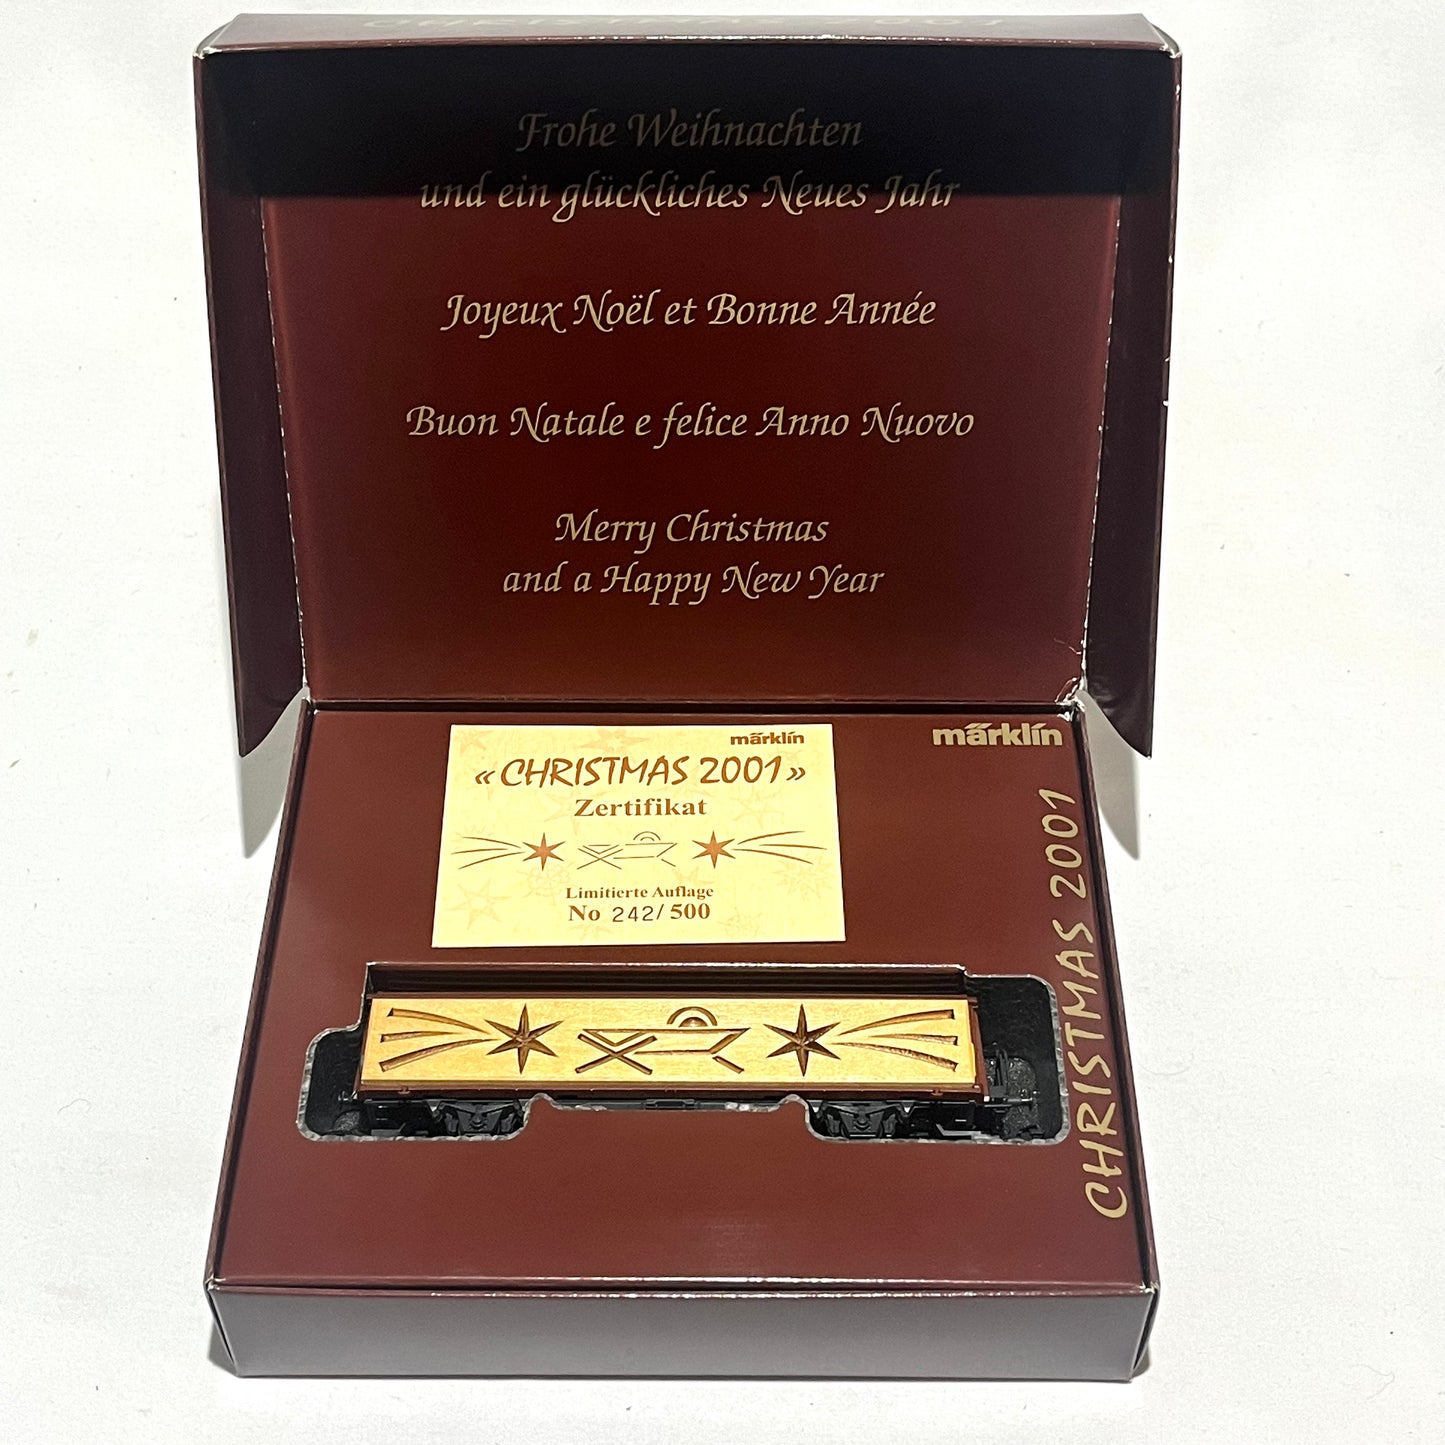 CHRISTMAS 2001
Frohe Weihnachten
und ein glückliches Neues Jahr
Joyeux Noël et Bonne Année
Buon Natale e felice Anno Nuovo
Merry Christmas
and a Happy New Year
märklin
«CHRISTMAS 2001»
Zertifikat
Limitierte Auflage
No 242/ 500
märklin
CHRISTMAS 2001